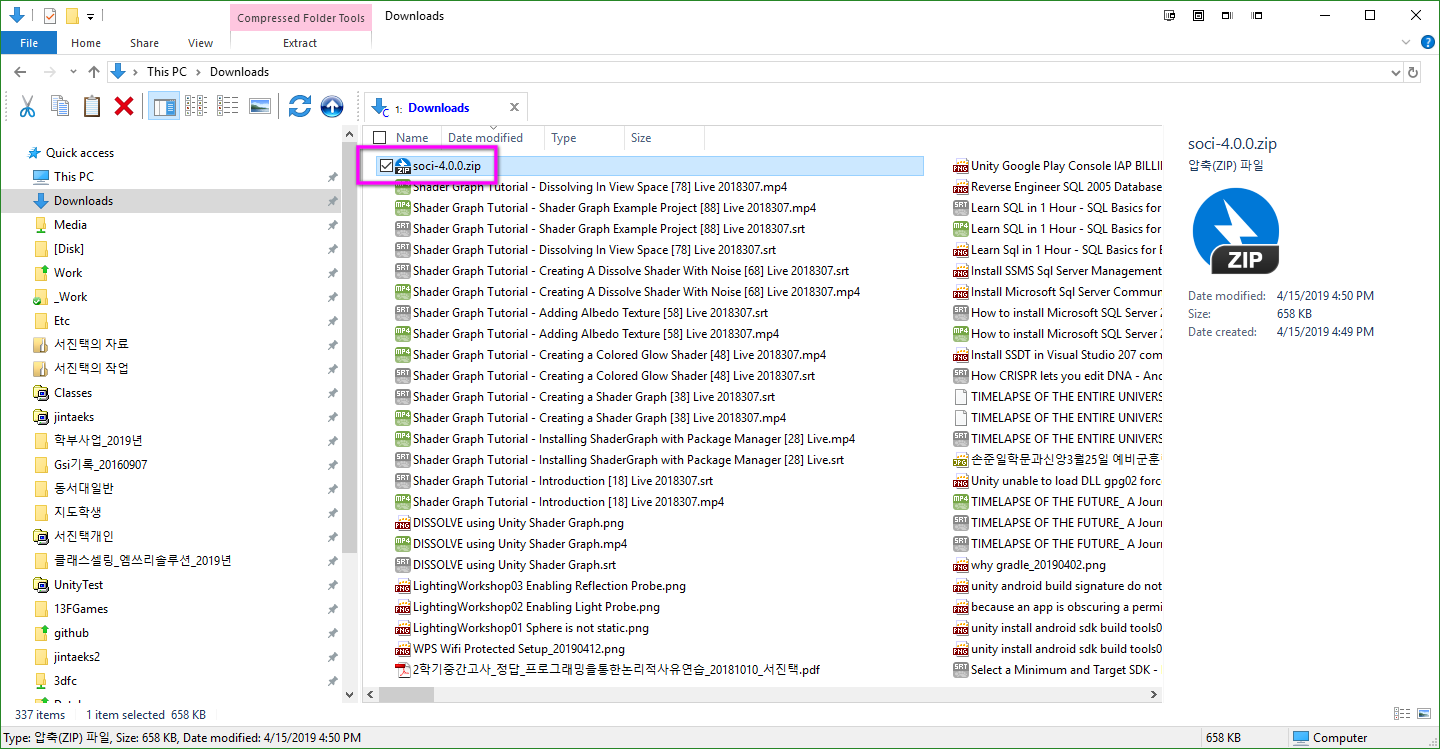 Compressed Folder Tools
Downloads
File
Home
Share
View
Extract
This PC
Downloads
1: Downloads
Name
Date modified
Type
Size
Quick access
This PC
Downloads
Media
[Disk]
Work
_Work
Etc
서진택의 자료
서진택의 작업
Classes
jintaeks
학부사업_2019년
Gsi기록_20160907
동서대일반
지도학생
서진택개인
클래스셀링_엠쓰리솔루션_2019년
UnityTest
13FGames
github
jintaeks2
3dfc
soci-4.0.0.zip
Shader Graph Tutorial - Dissolving In View Space [78] Live 2018307.mp4
Shader Graph Tutorial - Shader Graph Example Project [88] Live 2018307.mp4
Shader Graph Tutorial - Shader Graph Example Project [88] Live 2018307.srt
Shader Graph Tutorial - Dissolving In View Space [78] Live 2018307.srt
Shader Graph Tutorial - Creating A Dissolve Shader With Noise [68] Live 2018307.srt
Shader Graph Tutorial - Creating A Dissolve Shader With Noise [68] Live 2018307.mp4
Shader Graph Tutorial - Adding Albedo Texture [58] Live 2018307.srt
Shader Graph Tutorial - Adding Albedo Texture [58] Live 2018307.mp4
Shader Graph Tutorial - Creating a Colored Glow Shader [48] Live 2018307.mp4
Shader Graph Tutorial - Creating a Colored Glow Shader [48] Live 2018307.srt
Shader Graph Tutorial - Creating a Shader Graph [38] Live 2018307.srt
Shader Graph Tutorial - Creating a Shader Graph [38] Live 2018307.mp4
Shader Graph Tutorial - Installing ShaderGraph with Package Manager [28] Live.mp4
Shader Graph Tutorial - Installing ShaderGraph with Package Manager [28] Live.srt
Shader Graph Tutorial - Introduction [18] Live 2018307.srt
Shader Graph Tutorial - Introduction [18] Live 2018307.mp4
DISSOLVE using Unity Shader Graph.png
DISSOLVE using Unity Shader Graph.mp4
DISSOLVE using Unity Shader Graph.srt
LightingWorkshop03 Enabling Reflection Probe.png
LightingWorkshop02 Enabling Light Probe.png
LightingWorkshop01 Sphere is not static.png
WPS Wifi Protected Setup_20190412.png
2학기중간고사_정답_프로그래밍을통한논리적사유연습_20181010_서진택.pdf
Unity Google Play Console IAP BILLI
Reverse Engineer SQL 2005 Database
Learn SQL in 1 Hour - SQL Basics for
Learn SQL in 1 Hour - SQL Basics for
Learn Sql in 1 Hour - SQL Basics for B
Install SSMS Sql Server Management
Install Microsoft Sql Server Commun
How to install Microsoft SQL Server 2
How to install Microsoft SQL Server 2
Install SSDT in Visual Studio 207 com
How CRISPR lets you edit DNA - And
TIMELAPSE OF THE ENTIRE UNIVERS
TIMELAPSE OF THE ENTIRE UNIVERS
TIMELAPSE OF THE ENTIRE UNIVERS
손준일학문과신앙3월25일 예비군훈
Unity unable to load DLL gpg02 forc
TIMELAPSE OF THE FUTURE_ A Journ
TIMELAPSE OF THE FUTURE_ A Journ
TIMELAPSE OF THE FUTURE_ A Journ
why gradle_20190402.png
unity android build signature do not
because an app is obscuring a permi
unity install android sdk build tools0
unity install android sdk build tools0
Select a Minimum and Target SDK -
soci-4.0.0.zip
압축(ZIP) 파일
ZIP
Date modified: 4/15/2019 4:50 PM
Size: 658 KB
Date created: 4/15/2019 4:49 PM
337 items
1 item selected 658 KB
Type: 압축(ZIP) 파일, Size: 658 KB, Date modified: 4/15/2019 4:50 PM
658 KB
Computer